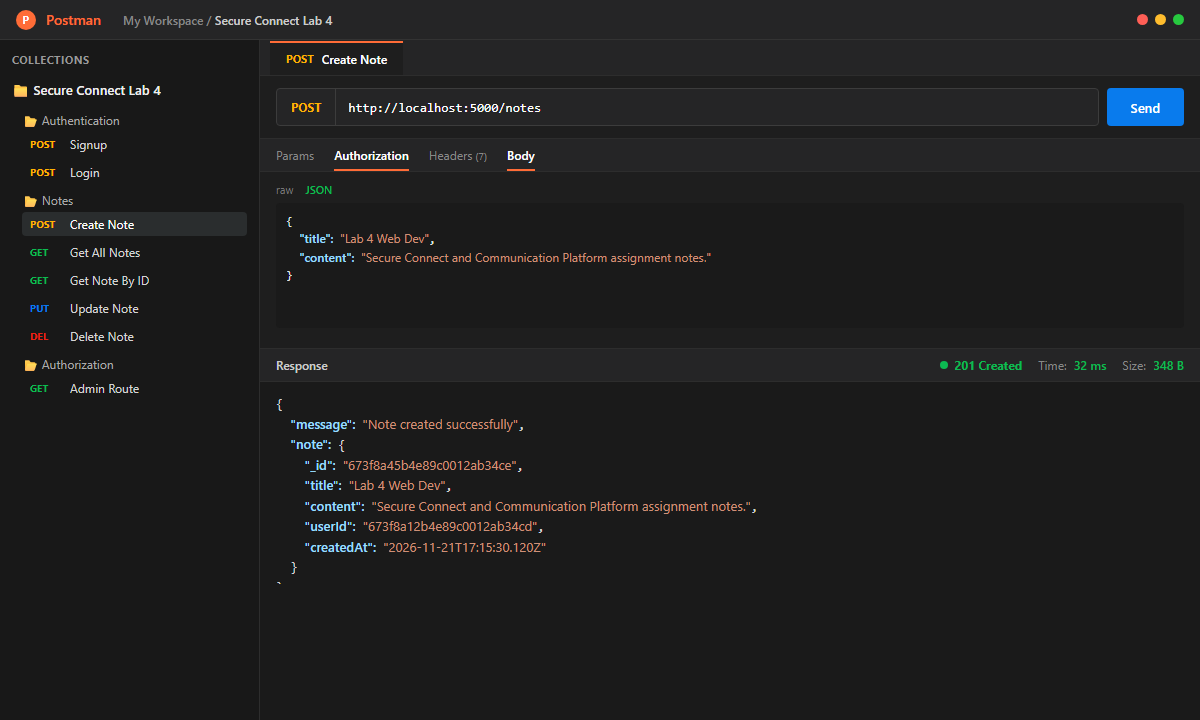 P Postman My Workspace / Secure Connect Lab 4
COLLECTIONS
Secure Connect Lab 4
Authentication
POST Signup
POST Login
Notes
POST Create Note
GET Get All Notes
GET Get Note By ID
PUT Update Note
DEL Delete Note
Authorization
GET Admin Route
POST Create Note
POST http://localhost:5000/notes Send
Params Authorization Headers (7) Body
raw JSON
{
"title": "Lab 4 Web Dev",
"content": "Secure Connect and Communication Platform assignment notes."
}
Response 201 Created Time: 32 ms Size: 348 B
{
"message": "Note created successfully",
"note": {
"_id": "673f8a45b4e89c0012ab34ce",
"title": "Lab 4 Web Dev",
"content": "Secure Connect and Communication Platform assignment notes.",
"userId": "673f8a12b4e89c0012ab34cd",
"createdAt": "2026-11-21T17:15:30.120Z"
}